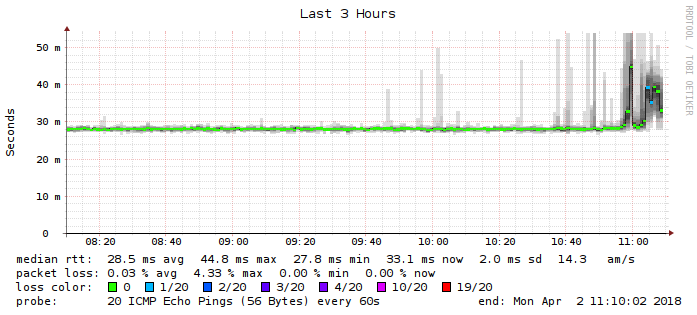 Last 3 Hours
RRDTOOL / TOBI OETIKER
Seconds
50 m
40 m
30 m
20 m
10 m
0
08:20 08:40 09:00 09:20 09:40 10:00 10:20 10:40 11:00
median rtt: 28.5 ms avg 44.8 ms max 27.8 ms min 33.1 ms now 2.0 ms sd 14.3 am/s
packet loss: 0.03 % avg 4.33 % max 0.00 % min 0.00 % now
loss color: 0 1/20 2/20 3/20 4/20 10/20 19/20
probe: 20 ICMP Echo Pings (56 Bytes) every 60s end: Mon Apr 2 11:10:02 2018